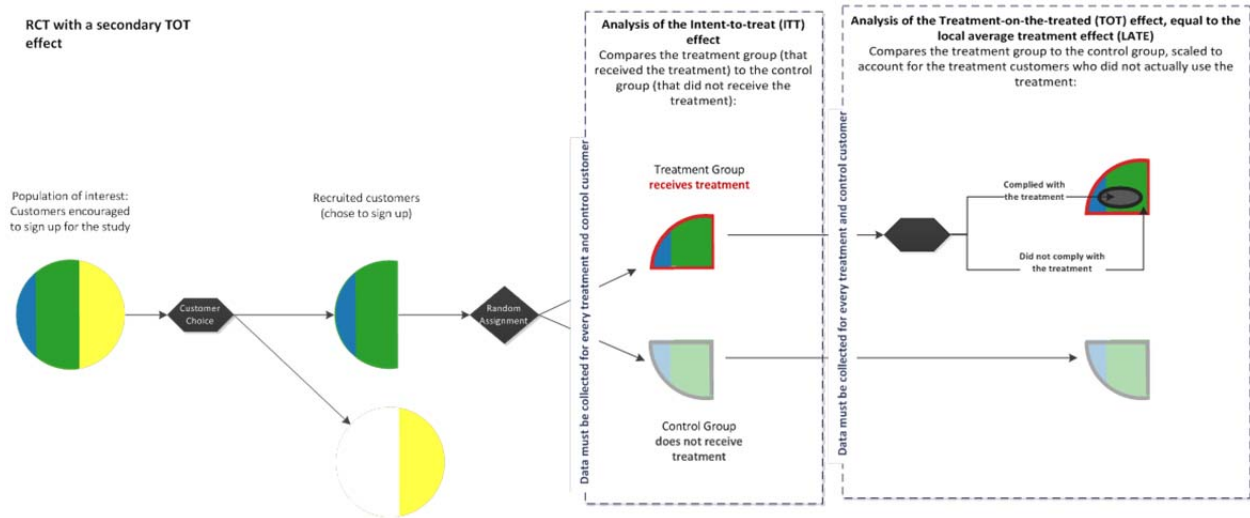 RCT with a secondary TOT
effect
Population of interest:
Customers encouraged
to sign up for the study
Customer
Choice
Recruited customers
(chose to sign up)
Random
Assignment
Data must be collected for every treatment and control customer
Analysis of the Intent-to-treat (ITT)
effect
Compares the treatment group (that
received the treatment) to the control
group (that did not receive the
treatment):
Treatment Group
receives treatment
Control Group
does not receive
treatment
Data must be collected for every treatment and control customer
Analysis of the Treatment-on-the-treated (TOT) effect, equal to the
local average treatment effect (LATE)
Compares the treatment group to the control group, scaled to
account for the treatment customers who did not actually use the
treatment:
Complied with
the treatment
Did not comply with
the treatment